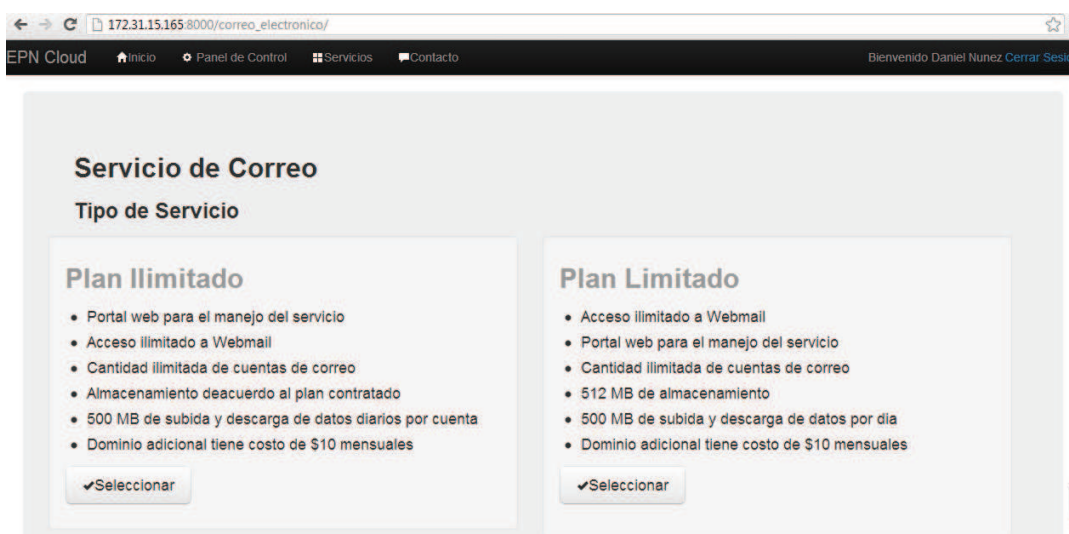 172.31.15.165:8000/correo_electronico/
EPN Cloud Inicio Panel de Control Servicios Contacto Bienvenido Daniel Nunez Cerrar Sesi
Servicio de Correo
Tipo de Servicio
Plan Ilimitado
Portal web para el manejo del servicio
Acceso ilimitado a Webmail
Cantidad ilimitada de cuentas de correo
Almacenamiento deacuerdo al plan contratado
500 MB de subida y descarga de datos diarios por cuenta
Dominio adicional tiene costo de $10 mensuales
Seleccionar
Plan Limitado
Acceso ilimitado a Webmail
Portal web para el manejo del servicio
Cantidad ilimitada de cuentas de correo
512 MB de almacenamiento
500 MB de subida y descarga de datos por dia
Dominio adicional tiene costo de $10 mensuales
Seleccionar